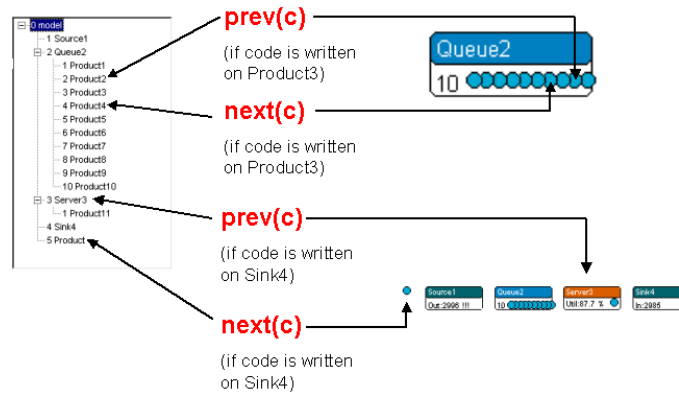 0 model
1 Source1
2 Queue2
1 Product1
2 Product2
3 Product3
4 Product4
5 Product5
6 Product6
7 Product7
8 Product8
9 Product9
10 Product10
3 Server3
1 Product11
4 Sink4
5 Product
prev(c)
(if code is written
on Product3)
next(c)
(if code is written
on Product3)
prev(c)
(if code is written
on Sink4)
next(c)
(if code is written
on Sink4)
Queue2
10
Source1
Out:2996 !!!
Queue2
10
Server3
Util:87.7 %
Sink4
In:2985